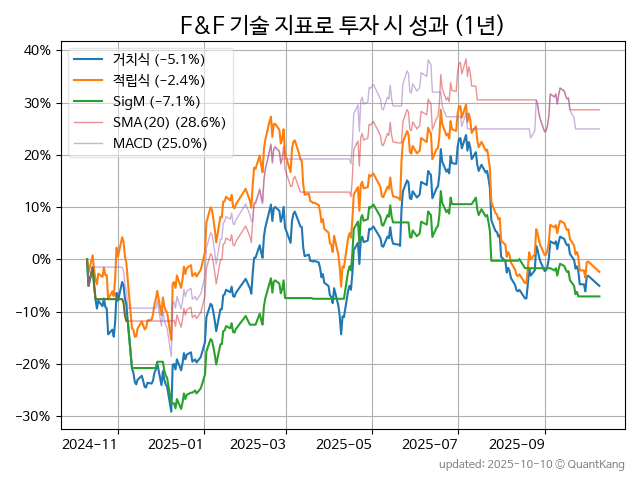 F&F 기술 지표로 투자 시 성과 (1년)
거치식 (−5.1%)
적립식 (−2.4%)
SigM (−7.1%)
SMA(20) (28.6%)
MACD (25.0%)
40%
30%
20%
10%
0%
−10%
−20%
−30%
2024-11
2025-01
2025-03
2025-05
2025-07
2025-09
updated: 2025-10-10 © QuantKang